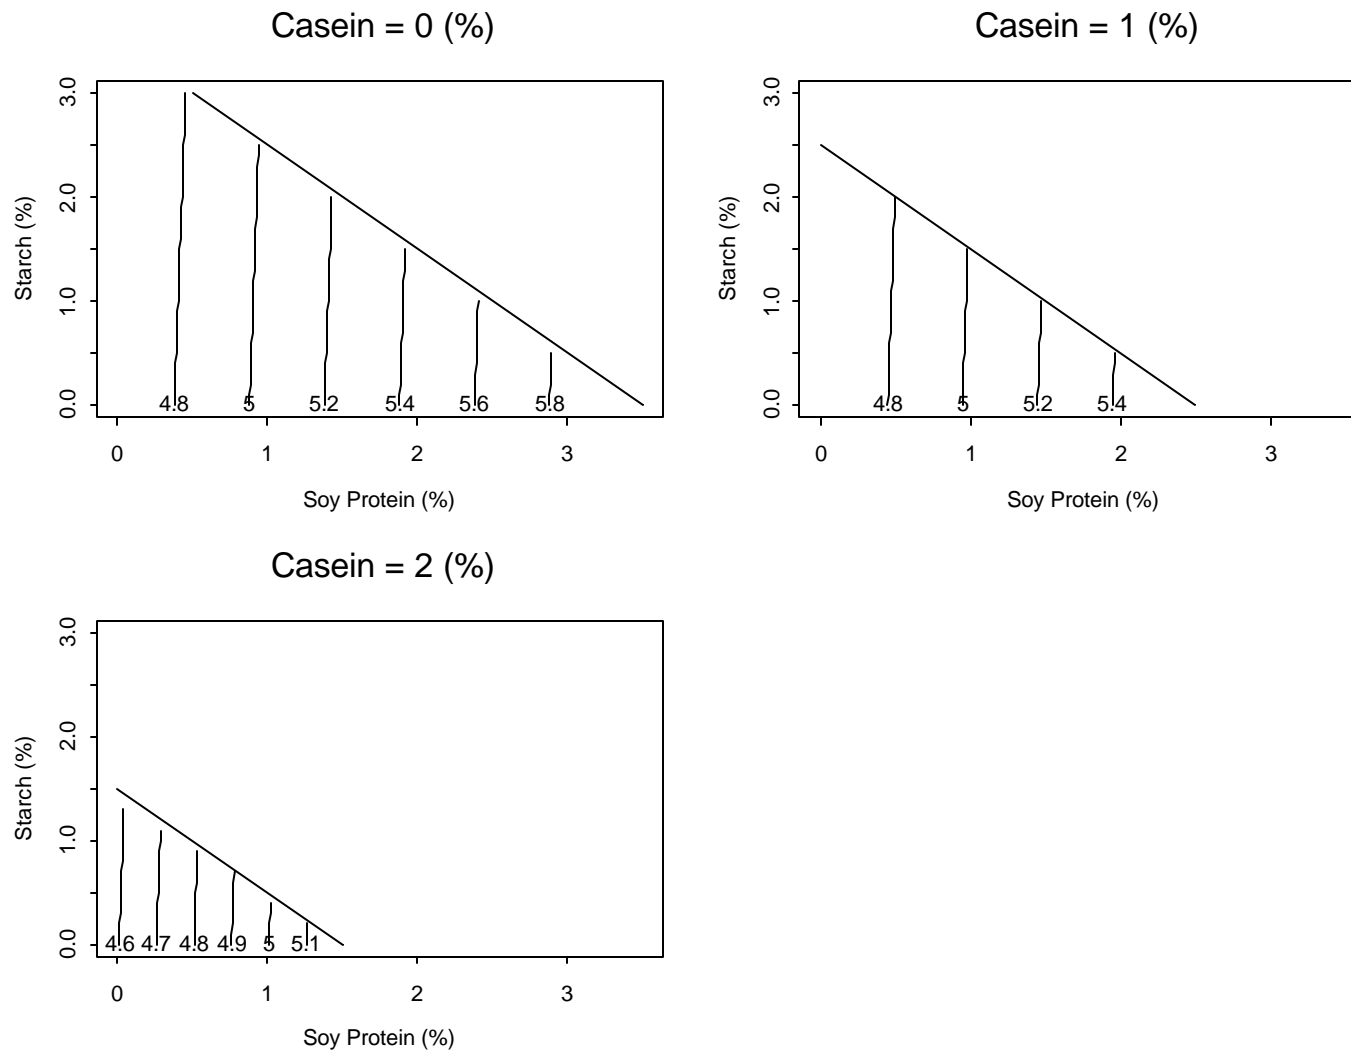 Casein = 0 (%)
3.0
2.0
1.0
0.0
Starch (%)
4.8 5 5.2 5.4 5.6 5.8
0 1 2 3
Soy Protein (%)
Casein = 1 (%)
3.0
2.0
1.0
0.0
Starch (%)
4.8 5 5.2 5.4
0 1 2 3
Soy Protein (%)
Casein = 2 (%)
3.0
2.0
1.0
0.0
Starch (%)
4.6 4.7 4.8 4.9 5 5.1
0 1 2 3
Soy Protein (%)